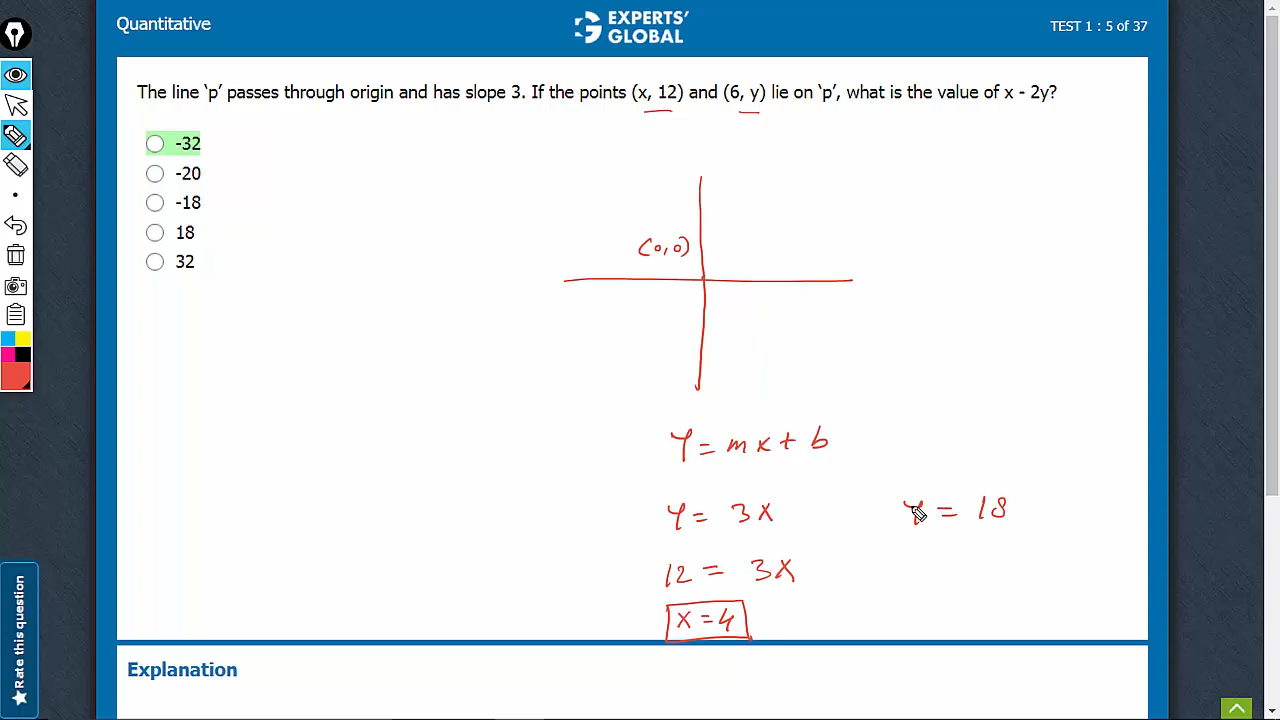 Quantitative
EXPERTS'
GLOBAL
TEST 1 : 5 of 37
The line 'p' passes through origin and has slope 3. If the points (x, 12) and (6, y) lie on 'p', what is the value of x - 2y?
-32
-20
-18
18
32
(0,0)
Y = mx + b
Y = 3x
Y = 18
12 = 3x
x = 4
★ Rate this question
Explanation